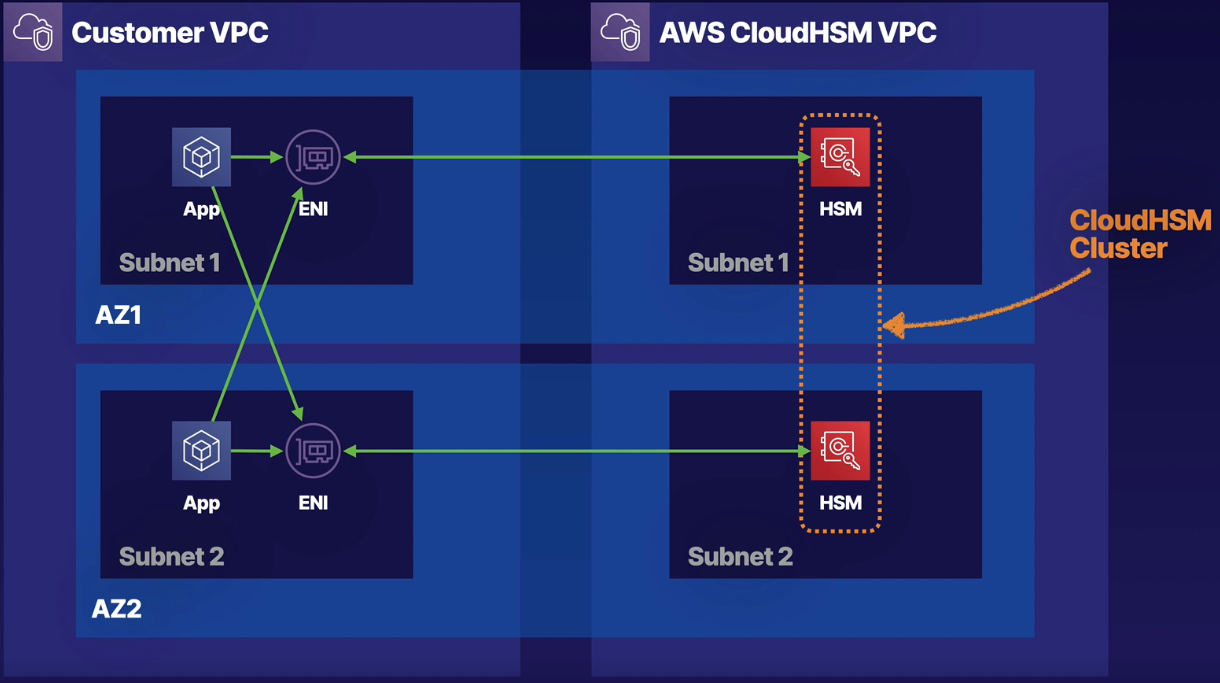 Customer VPC
AWS CloudHSM VPC
App
ENI
Subnet 1
AZ1
HSM
Subnet 1
CloudHSM
Cluster
App
ENI
Subnet 2
AZ2
HSM
Subnet 2